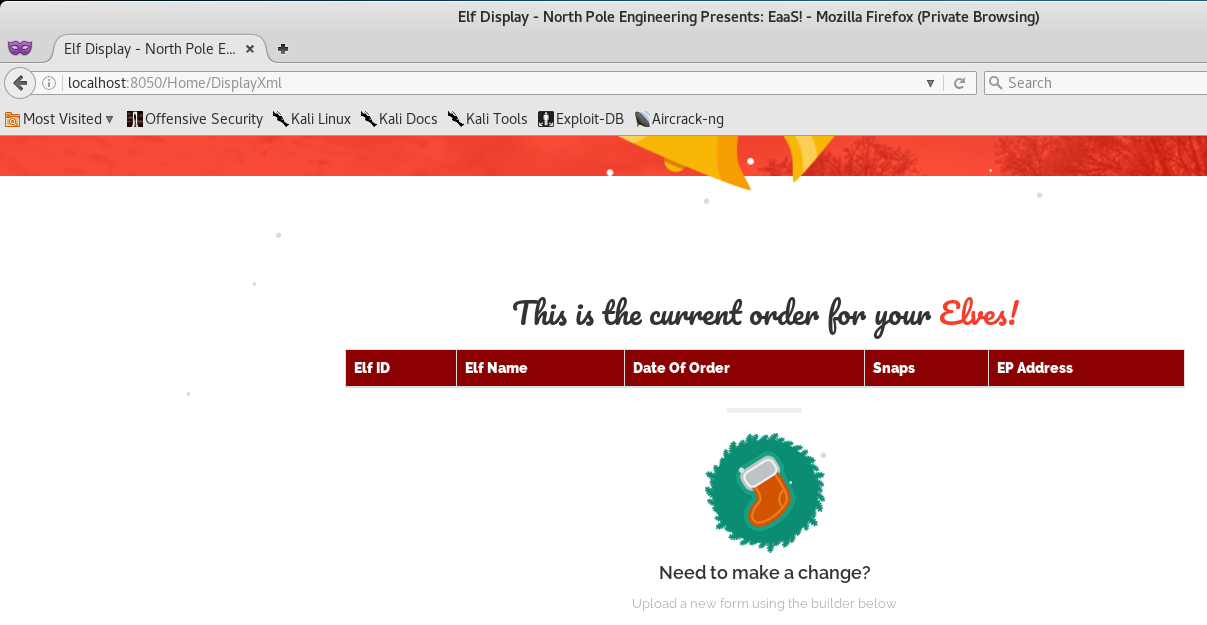 Elf Display - North Pole Engineering Presents: EaaS! - Mozilla Firefox (Private Browsing)
Elf Display - North Pole E...
localhost:8050/Home/DisplayXml
Search
Most Visited Offensive Security Kali Linux Kali Docs Kali Tools Exploit-DB Aircrack-ng
This is the current order for your Elves!
Elf ID Elf Name Date Of Order Snaps EP Address
Need to make a change?
Upload a new form using the builder below